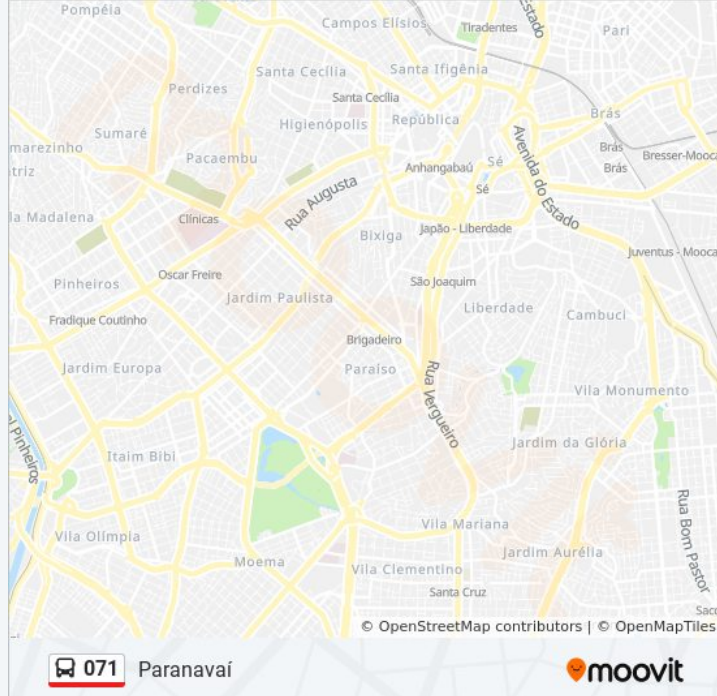 Pompéia
Campos Elísios
Estado
Tiradentes
Pari
Santa Cecília
Santa Ifigênia
Perdizes
Santa Cecília
República
Higienópolis
Brás
Sumaré
Avenida do Estado
marezinho
Pacaembu
Brás
Brás
Bresser-Mooca
Sé
Anhangabaú
Sé
Rua Augusta
la Madalena
Clínicas
Japão - Liberdade
Bixiga
Juventus - Mooca
Oscar Freire
São Joaquim
Pinheiros
Jardim Paulista
Liberdade
Cambuci
Fradique Coutinho
Brigadeiro
Jardim Europa
Paraíso
Rua Vergueiro
Vila Monumento
Pinheiros
Itaim Bibi
Jardim da Glória
Rua Bom Pastor
Vila Olímpia
Vila Mariana
Jardim Aurélia
Moema
Vila Clementino
Santa Cruz
© OpenStreetMap contributors | © OpenMapTiles
071 Paranavaí
moovit